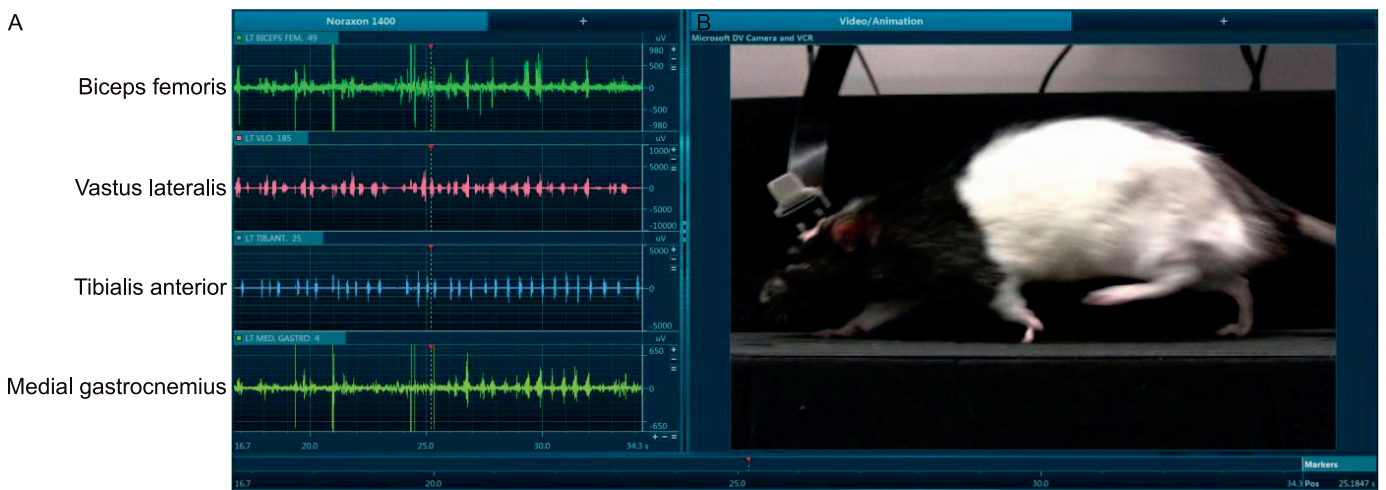 A
Noraxon 1400
+
B
Video/Animation
+
LT BICEPS FEM. 49
uV
Microsoft DV Camera and VCR
980
+
-
500
=
Biceps femoris
0
-500
-980
LT VLO 185
uV
1000
+
-
5000
=
Vastus lateralis
0
-5000
-10000
LT TIB.ANT. 25
uV
5000
+
-
=
Tibialis anterior
0
-5000
LT MED. GASTRO 4
uV
650
+
-
=
Medial gastrocnemius
0
-650
+ - =
16.7 20.0 25.0 30.0 34.3 s
Markers
16.7 20.0 25.0 30.0 34.3 Pos 25.1847 s